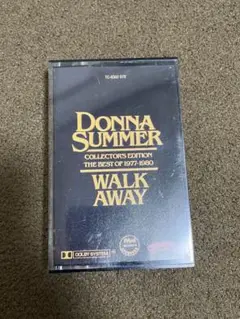 DONNA
SUMMER
COLLECTOR'S EDITION
THE BEST OF 1977-1980
WALK
AWAY
DOLBY SYSTEM